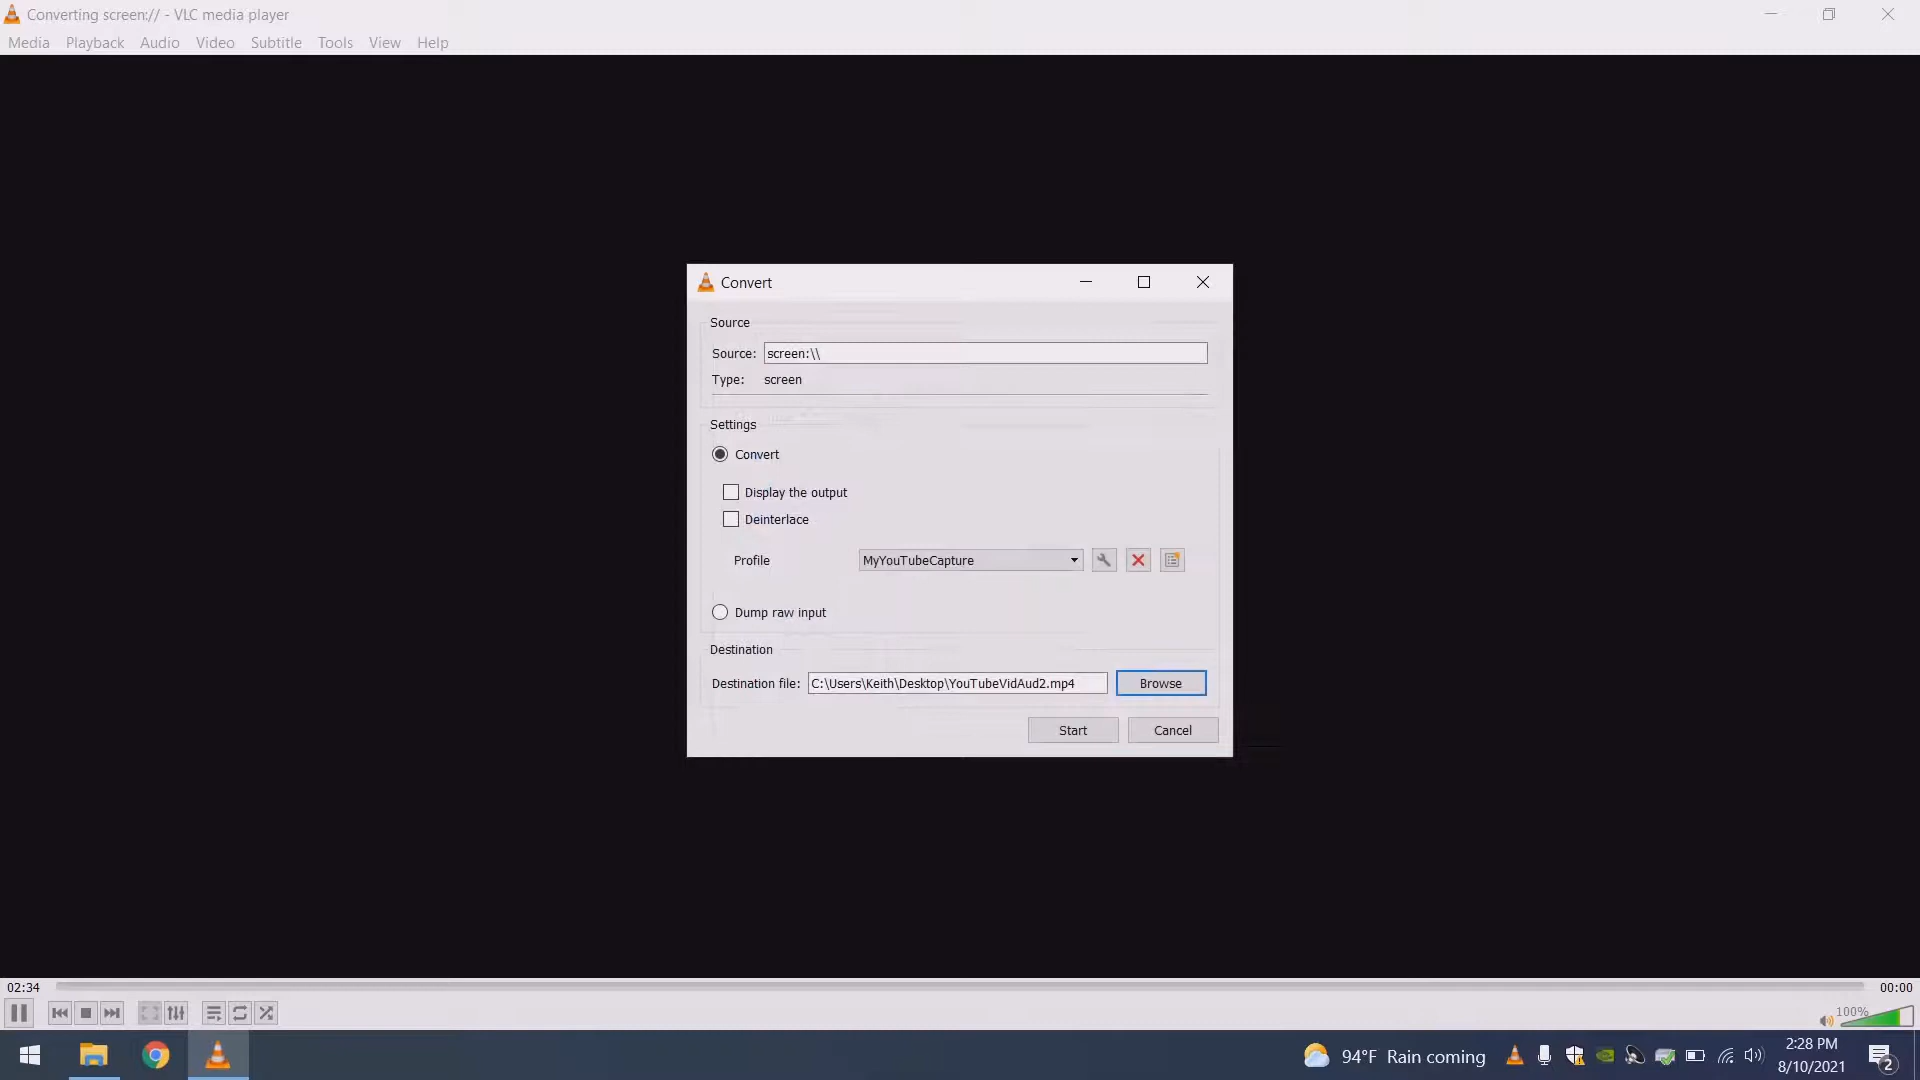 Converting screen:// - VLC media player
Media Playback Audio Video Subtitle Tools View Help
Convert
Source
Source: screen:\\
Type: screen
Settings
Convert
Display the output
Deinterlace
Profile MyYouTubeCapture
Dump raw input
Destination
Destination file: C:\Users\Keith\Desktop\YouTubeVidAud2.mp4 Browse
Start Cancel
02:34 00:00
100%
94°F Rain coming
2:28 PM
8/10/2021
2